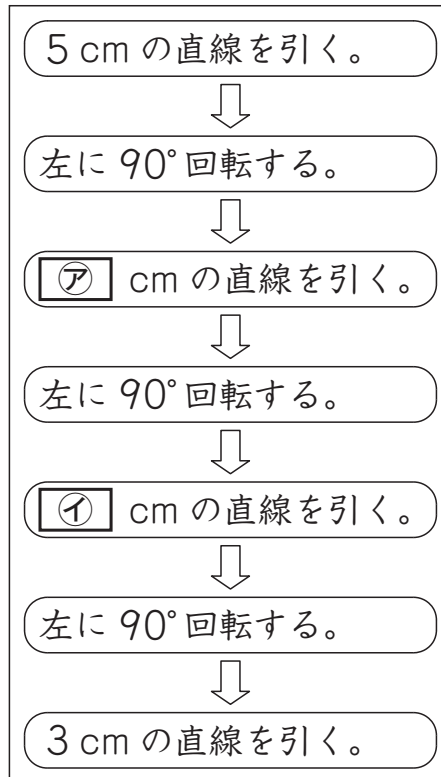 5 cm の直線を引く。
左に 90°回転する。
㋐ cm の直線を引く。
左に 90°回転する。
㋑ cm の直線を引く。
左に 90°回転する。
3 cm の直線を引く。